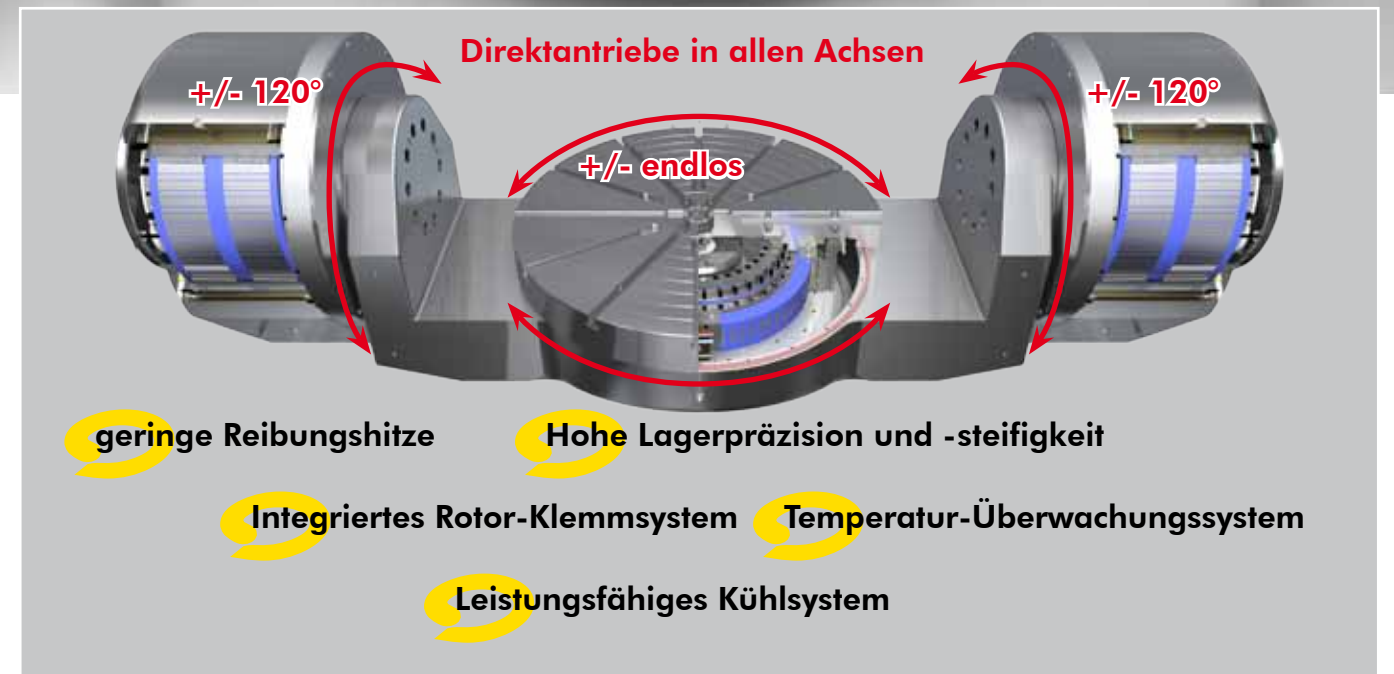 Direktantriebe in allen Achsen
+/- 120°
+/- 120°
+/- endlos
geringe Reibungshitze
Hohe Lagerpräzision und -steifigkeit
Integriertes Rotor-Klemmsystem
Temperatur-Überwachungssystem
Leistungsfähiges Kühlsystem